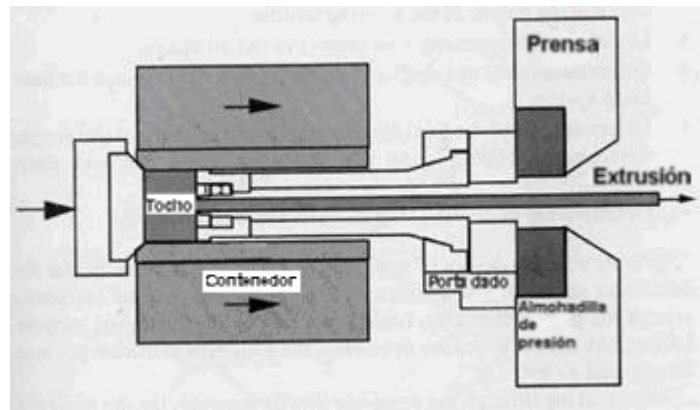 Prensa
Extrusión
Tocho
Contenedor
Porta dado
Almohadilla
de
presión